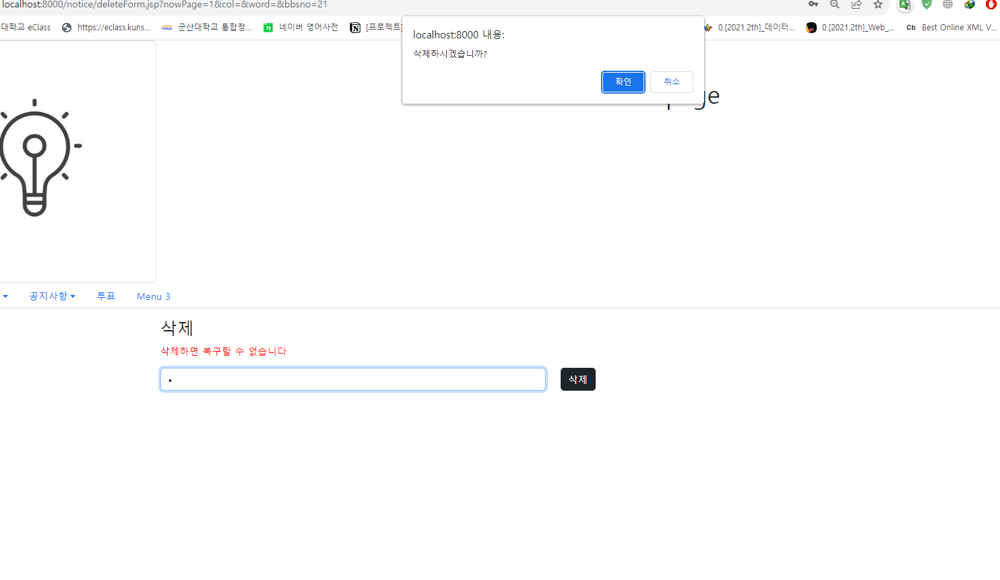 localhost:8000/notice/deleteForm.jsp?nowPage=1&col=&word=&bbsno=21
대학교 eClass https://eclass.kuns... KSNU 군산대학교 통합정... 네이버 영어사전 [프로젝트] 0.[2021.2th]_데이터... 0.[2021.2th]_Web_... Cb Best Online XML V...
localhost:8000 내용:
삭제하시겠습니까?
확인 취소
공지사항 투표 Menu 3
삭제
삭제하면 복구할 수 없습니다
삭제